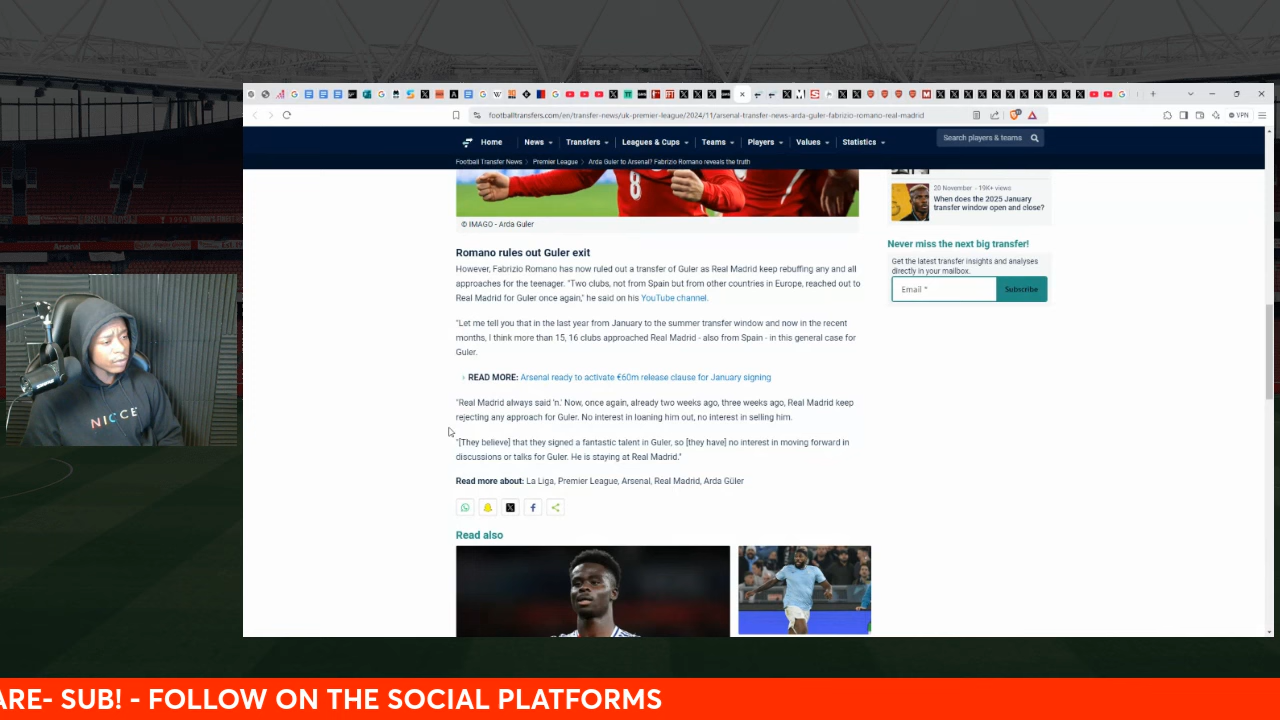 footballtransfers.com/en/transfer-news/uk-premier-league/2024/11/arsenal-transfer-news-arda-guler-fabrizio-romano-real-madrid
VPN
Home News Transfers Leagues & Cups Teams Players Values Statistics
Search players & teams
Football Transfer News Premier League Arda Guler to Arsenal? Fabrizio Romano reveals the truth
8
© IMAGO - Arda Guler
20 November - 19K+ views
When does the 2025 January
transfer window open and close?
Never miss the next big transfer!
Get the latest transfer insights and analyses
directly in your mailbox.
Email *
Subscribe
Romano rules out Guler exit
However, Fabrizio Romano has now ruled out a transfer of Guler as Real Madrid keep rebuffing any and all
approaches for the teenager. "Two clubs, not from Spain but from other countries in Europe, reached out to
Real Madrid for Guler once again," he said on his YouTube channel.
"Let me tell you that in the last year from January to the summer transfer window and now in the recent
months, I think more than 15, 16 clubs approached Real Madrid - also from Spain - in this general case for
Guler.
READ MORE: Arsenal ready to activate €60m release clause for January signing
"Real Madrid always said 'n.' Now, once again, already two weeks ago, three weeks ago, Real Madrid keep
rejecting any approach for Guler. No interest in loaning him out, no interest in selling him.
"[They believe] that they signed a fantastic talent in Guler, so [they have] no interest in moving forward in
discussions or talks for Guler. He is staying at Real Madrid."
Read more about: La Liga, Premier League, Arsenal, Real Madrid, Arda Güler
Read also
NICCE
ARE- SUB! - FOLLOW ON THE SOCIAL PLATFORMS